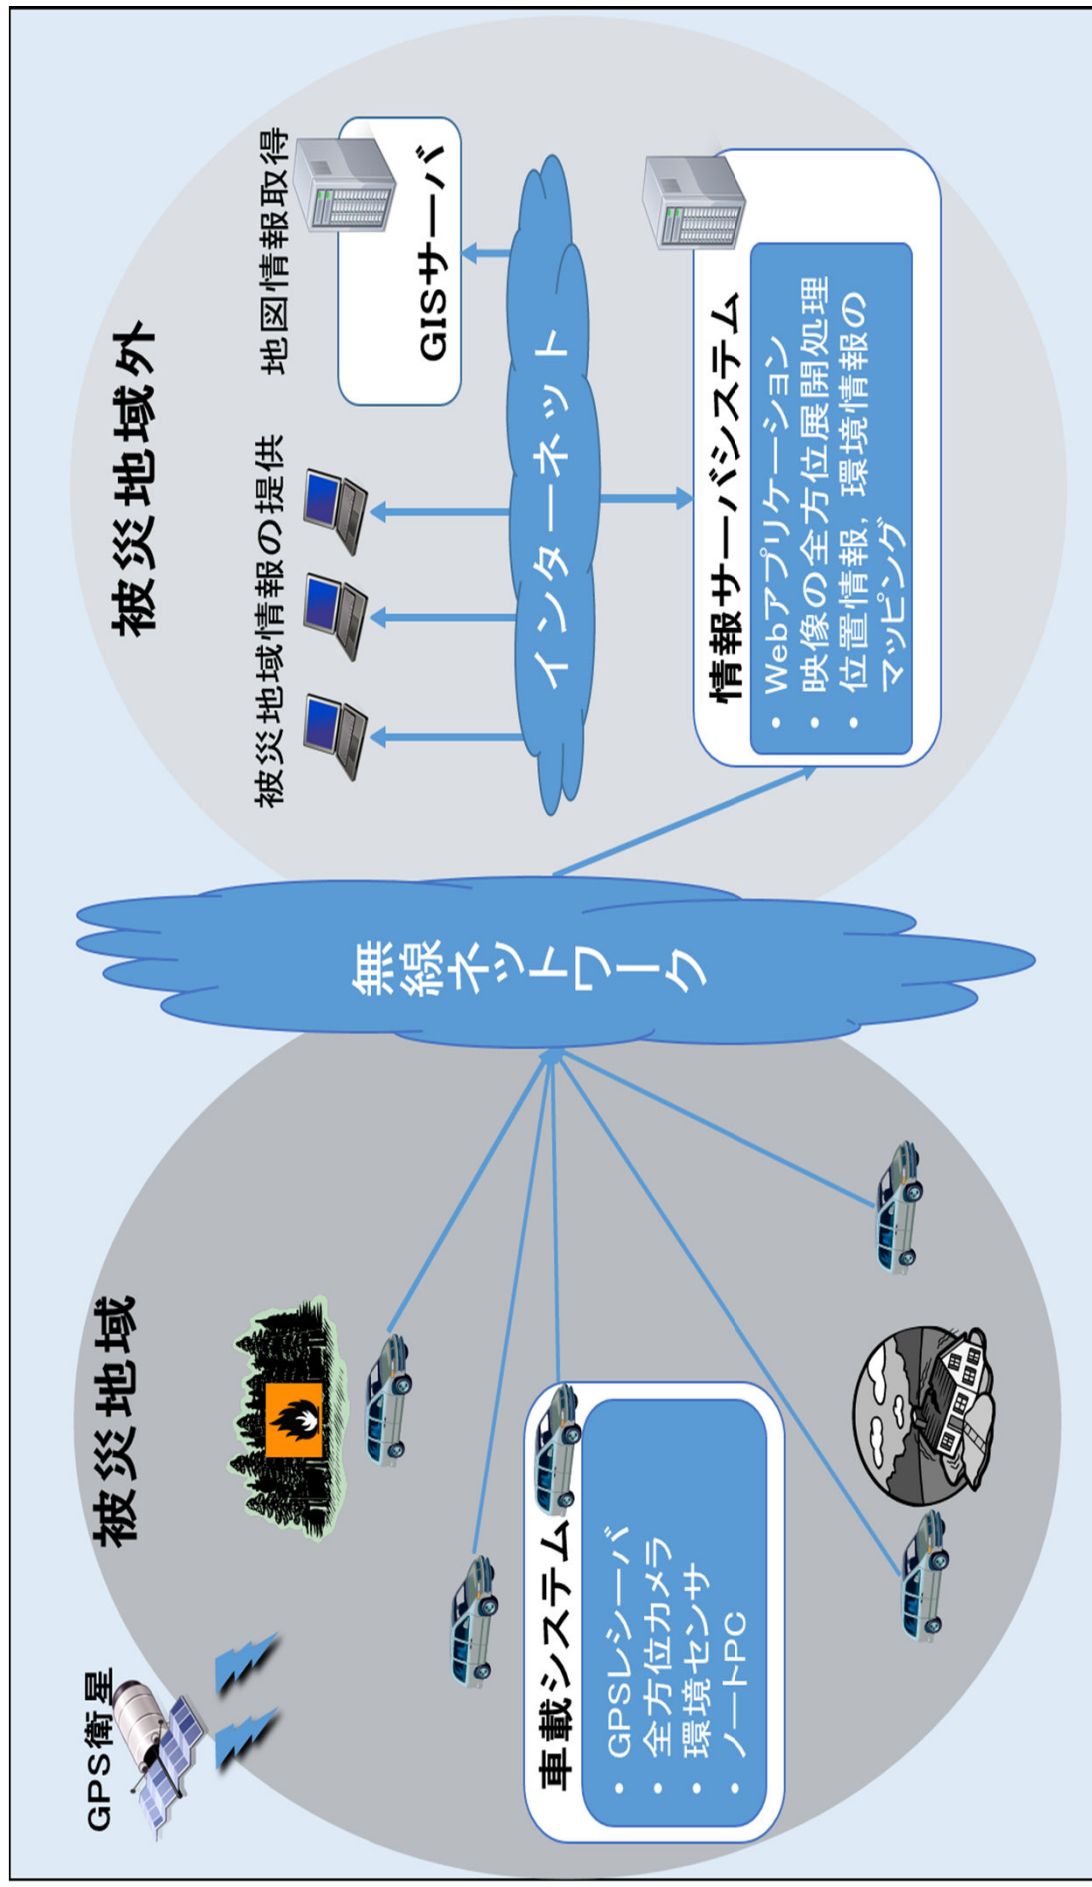 被災地域
被災地域外
GPS衛星
車載システム
• GPSレシーバ
• 全方位カメラ
• 環境センサ
• ノートPC
無線
ネットワーク
被災地域情報の提供
地図情報取得
GISサーバ
インターネット
情報サーバシステム
• Webアプリケーション
• 映像の全方位展開処理
• 位置情報, 環境情報の
マッピング